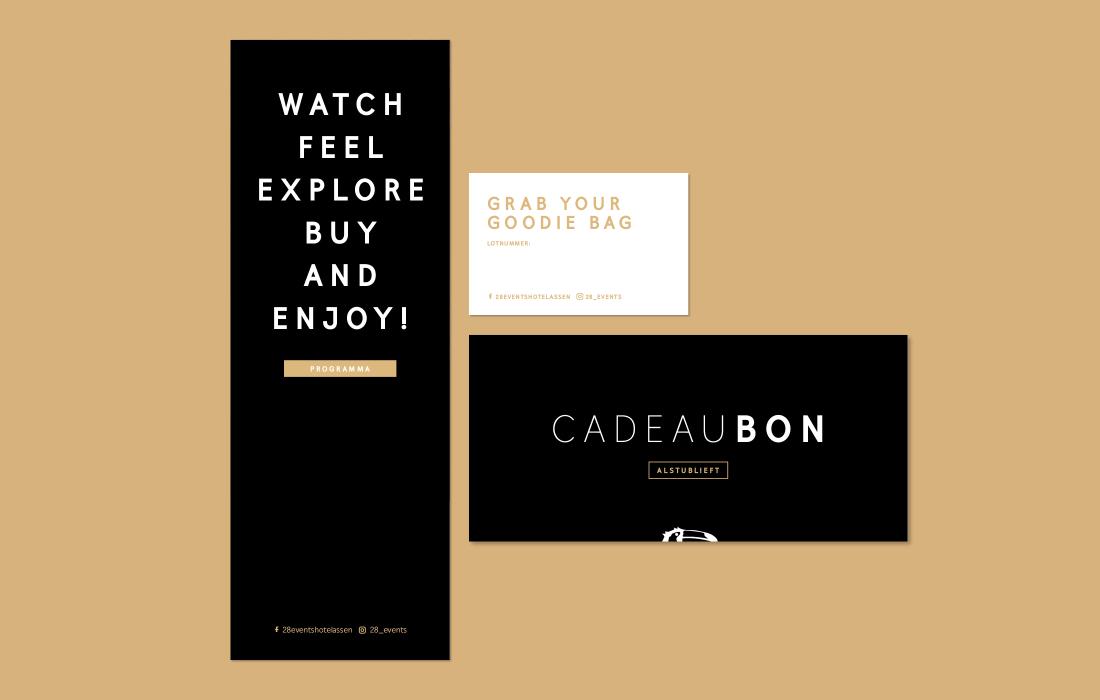 WATCH
FEEL
EXPLORE
BUY
AND
ENJOY!
PROGRAMMA
28eventshotelassen 28_events
GRAB YOUR
GOODIE BAG
LOTNUMMER:
28EVENTSHOTELASSEN 28_EVENTS
CADEAUBON
ALSTUBLIEFT